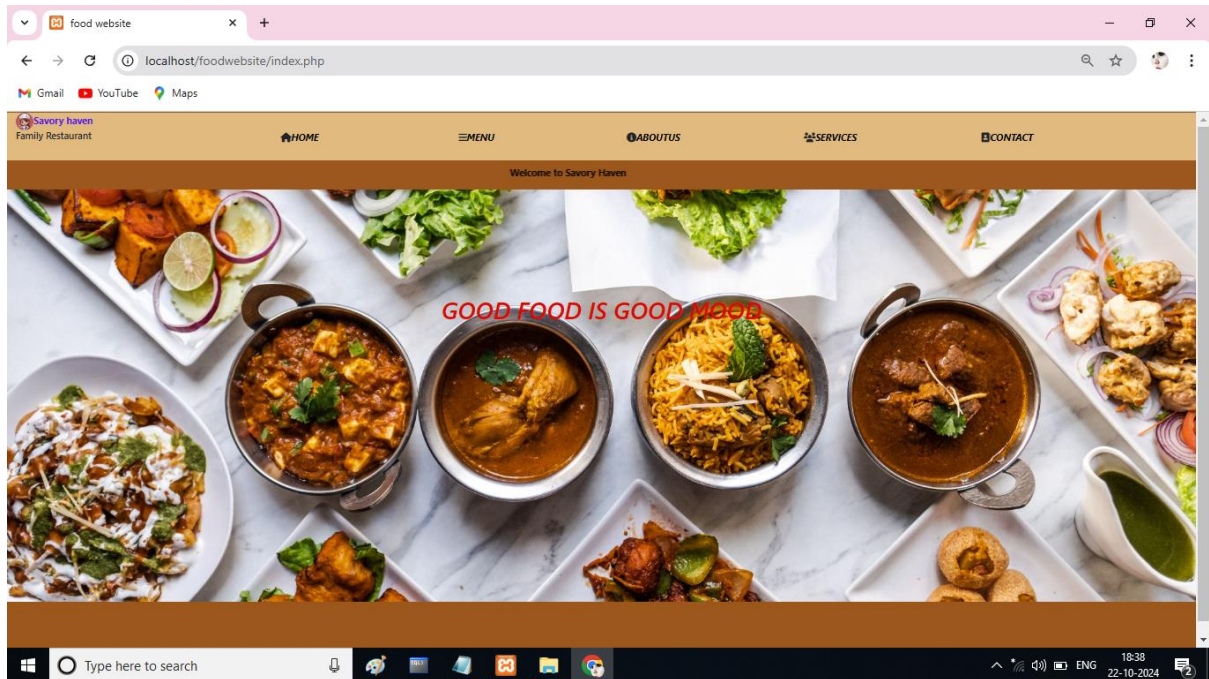 food website
localhost/foodwebsite/index.php
Gmail YouTube Maps
Savory haven
Family Restaurant
HOME MENU ABOUTUS SERVICES CONTACT
Welcome to Savory Haven
GOOD FOOD IS GOOD MOOD
Type here to search
ENG
18:38
22-10-2024
2